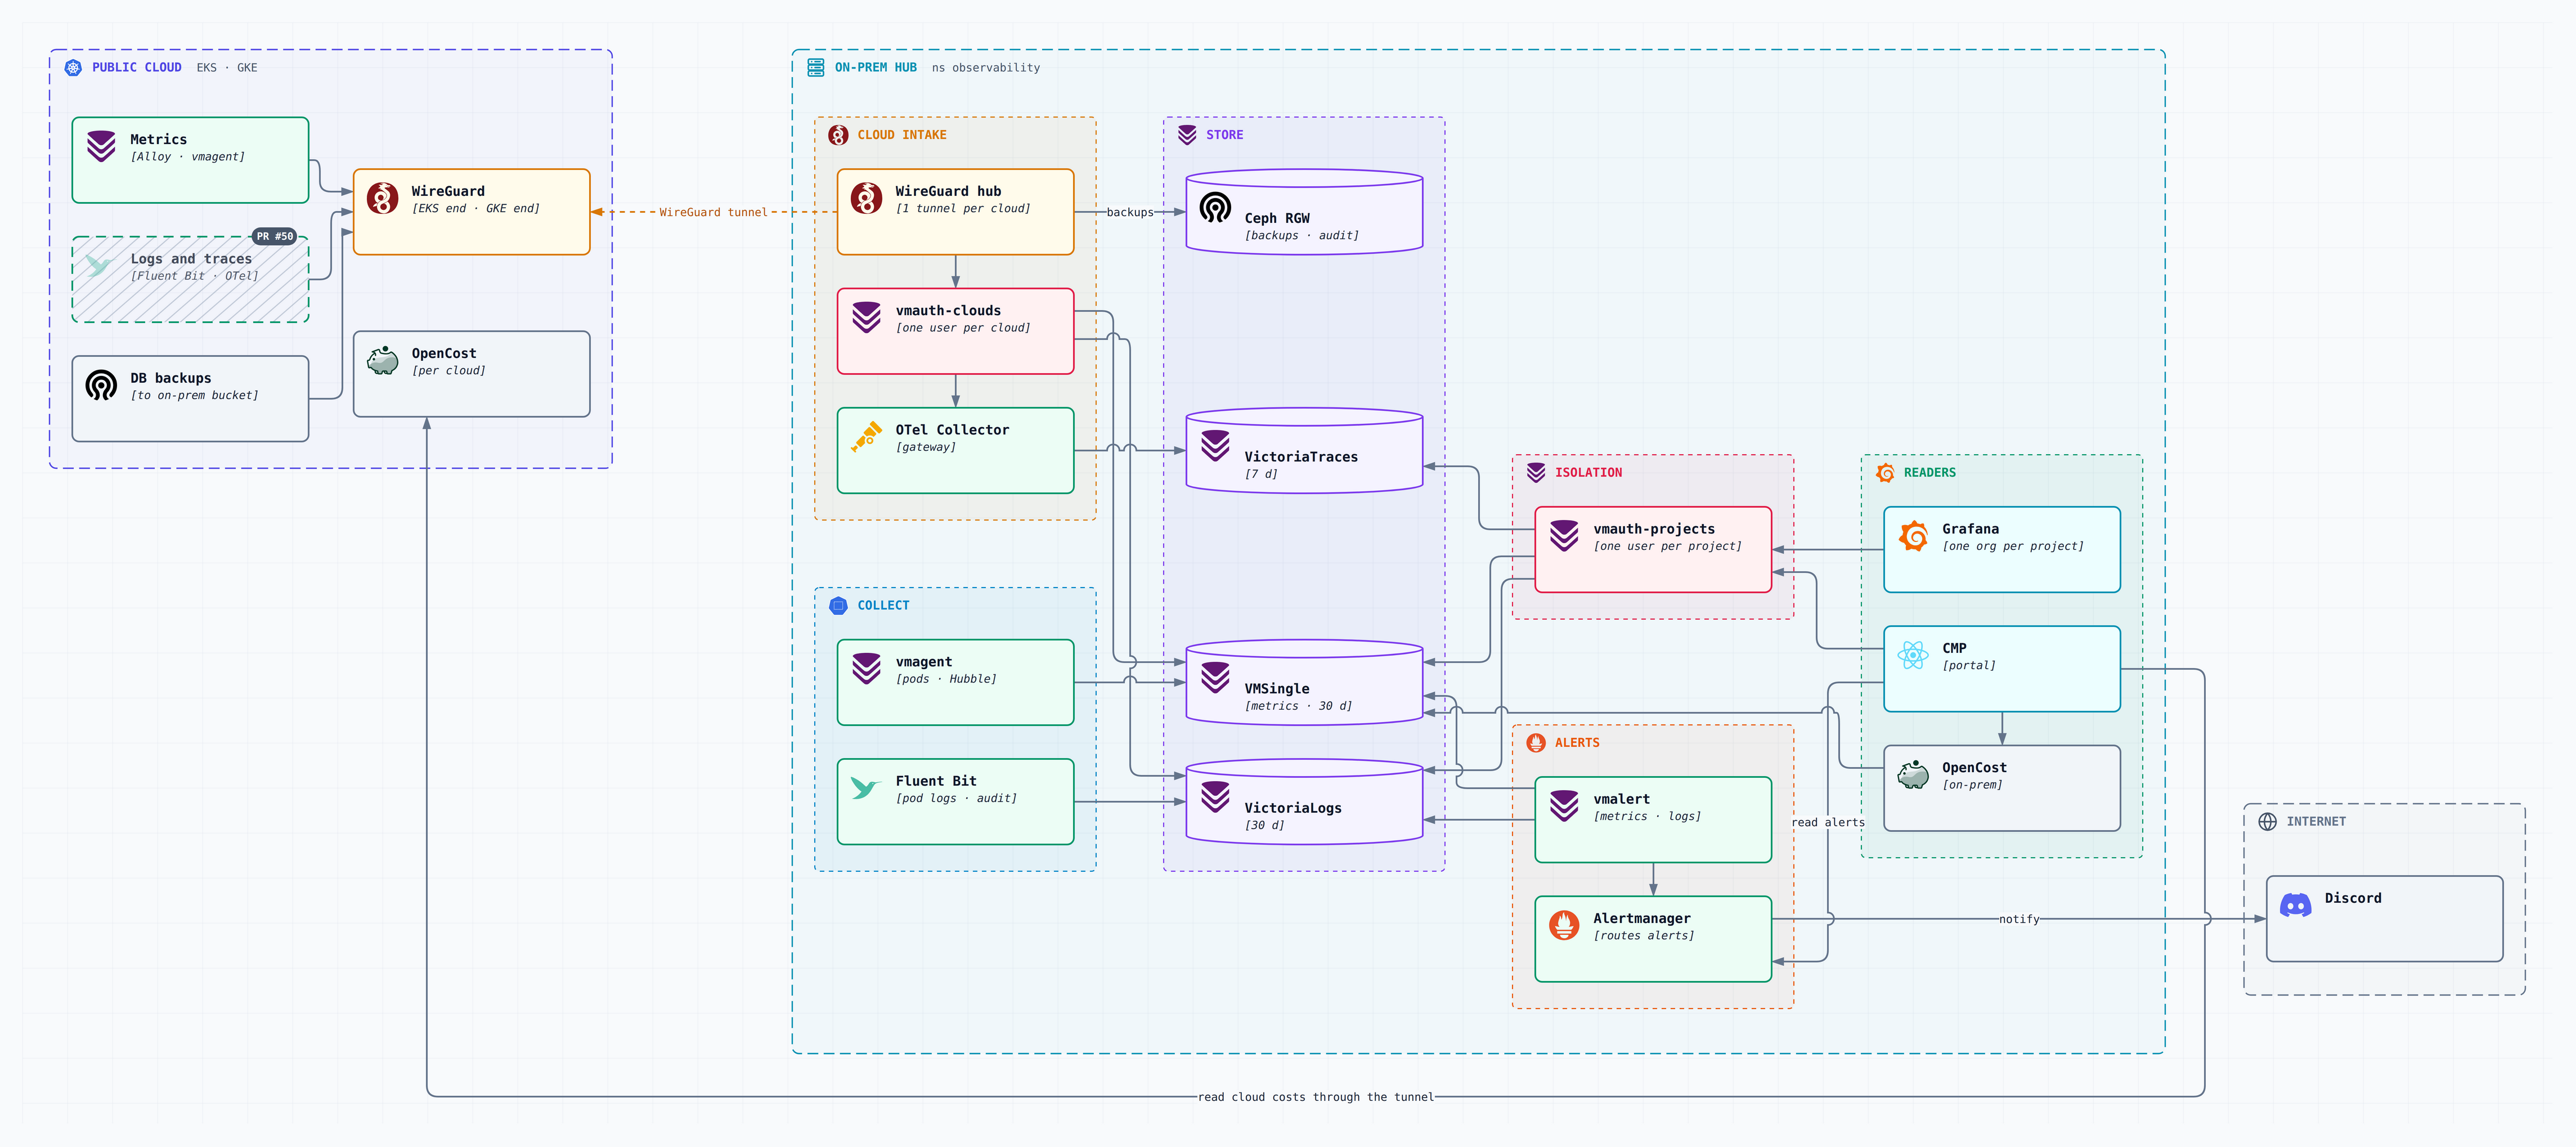 PUBLIC CLOUD EKS · GKE
Metrics
[Alloy · vmagent]
PR #50
Logs and traces
[Fluent Bit · OTel]
DB backups
[to on-prem bucket]
WireGuard
[EKS end · GKE end]
OpenCost
[per cloud]
WireGuard tunnel
ON-PREM HUB ns observability
CLOUD INTAKE
WireGuard hub
[1 tunnel per cloud]
vmauth-clouds
[one user per cloud]
OTel Collector
[gateway]
backups
COLLECT
vmagent
[pods · Hubble]
Fluent Bit
[pod logs · audit]
STORE
Ceph RGW
[backups · audit]
VictoriaTraces
[7 d]
VMSingle
[metrics · 30 d]
VictoriaLogs
[30 d]
ISOLATION
vmauth-projects
[one user per project]
ALERTS
vmalert
[metrics · logs]
Alertmanager
[routes alerts]
READERS
Grafana
[one org per project]
CMP
[portal]
OpenCost
[on-prem]
read alerts
notify
INTERNET
Discord
read cloud costs through the tunnel